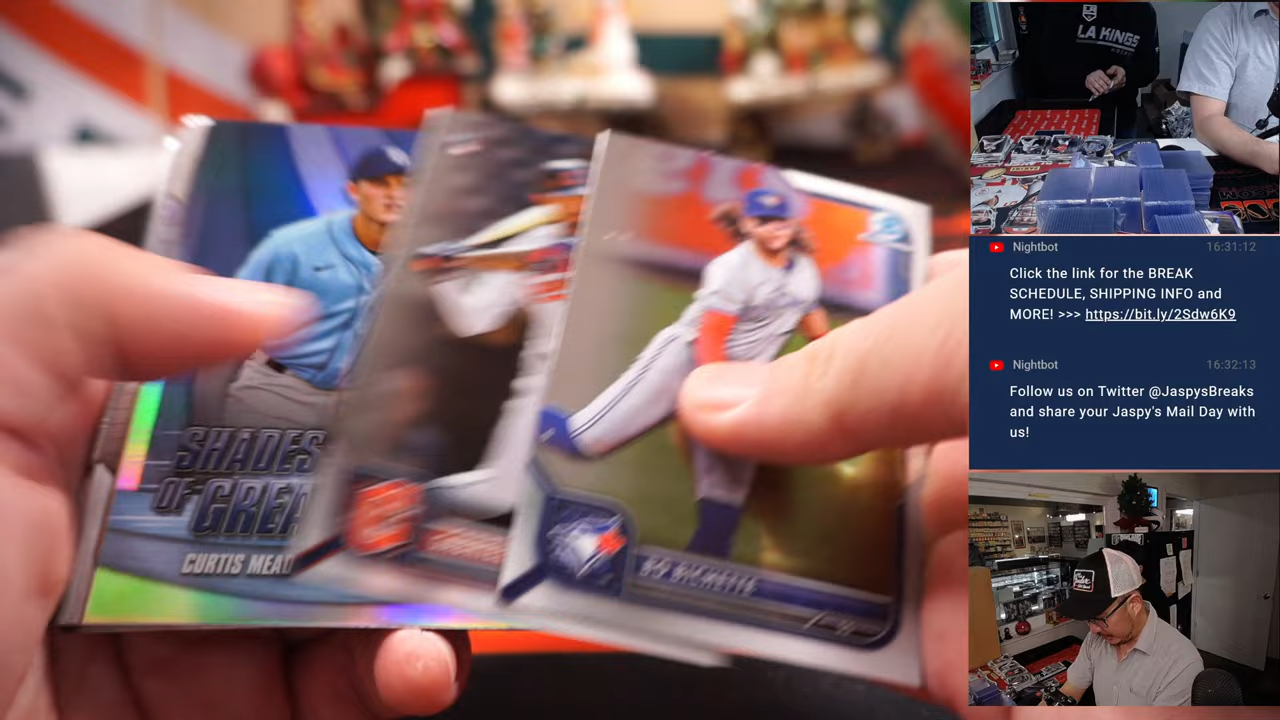 SHADES
OF GREA
CURTIS MEAD
BO BICHETTE
LA KINGS
Nightbot 16:31:12
Click the link for the BREAK
SCHEDULE, SHIPPING INFO and
MORE! >>> https://bit.ly/2Sdw6K9
Nightbot 16:32:13
Follow us on Twitter @JaspysBreaks
and share your Jaspy's Mail Day with
us!